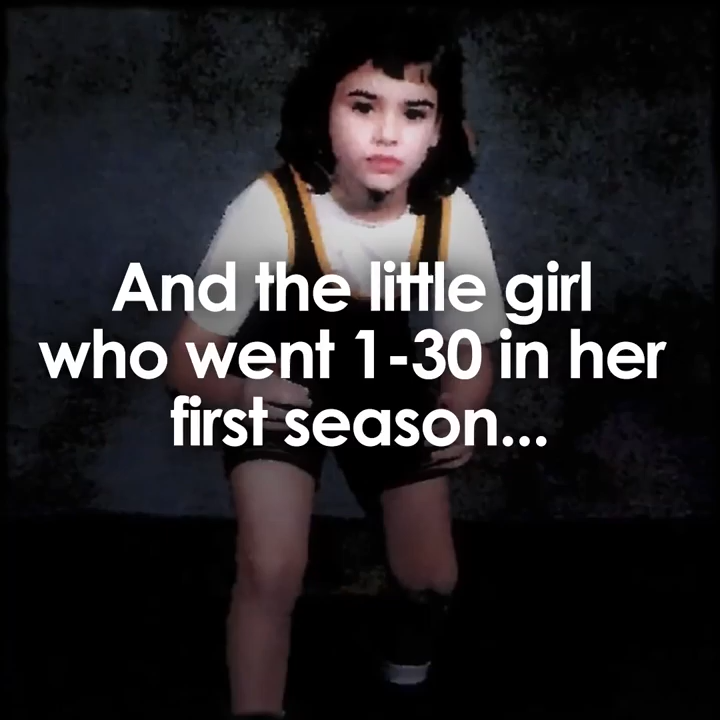 And the little girl
who went 1-30 in her
first season...